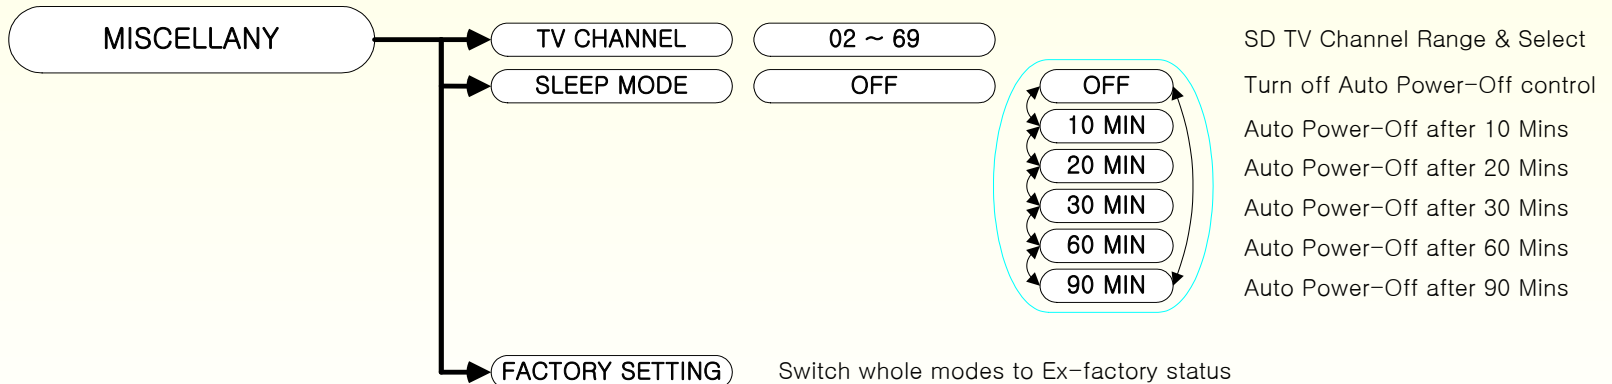 MISCELLANY
TV CHANNEL 02 ~ 69 SD TV Channel Range & Select
SLEEP MODE OFF OFF Turn off Auto Power-Off control
10 MIN Auto Power-Off after 10 Mins
20 MIN Auto Power-Off after 20 Mins
30 MIN Auto Power-Off after 30 Mins
60 MIN Auto Power-Off after 60 Mins
90 MIN Auto Power-Off after 90 Mins
FACTORY SETTING Switch whole modes to Ex-factory status